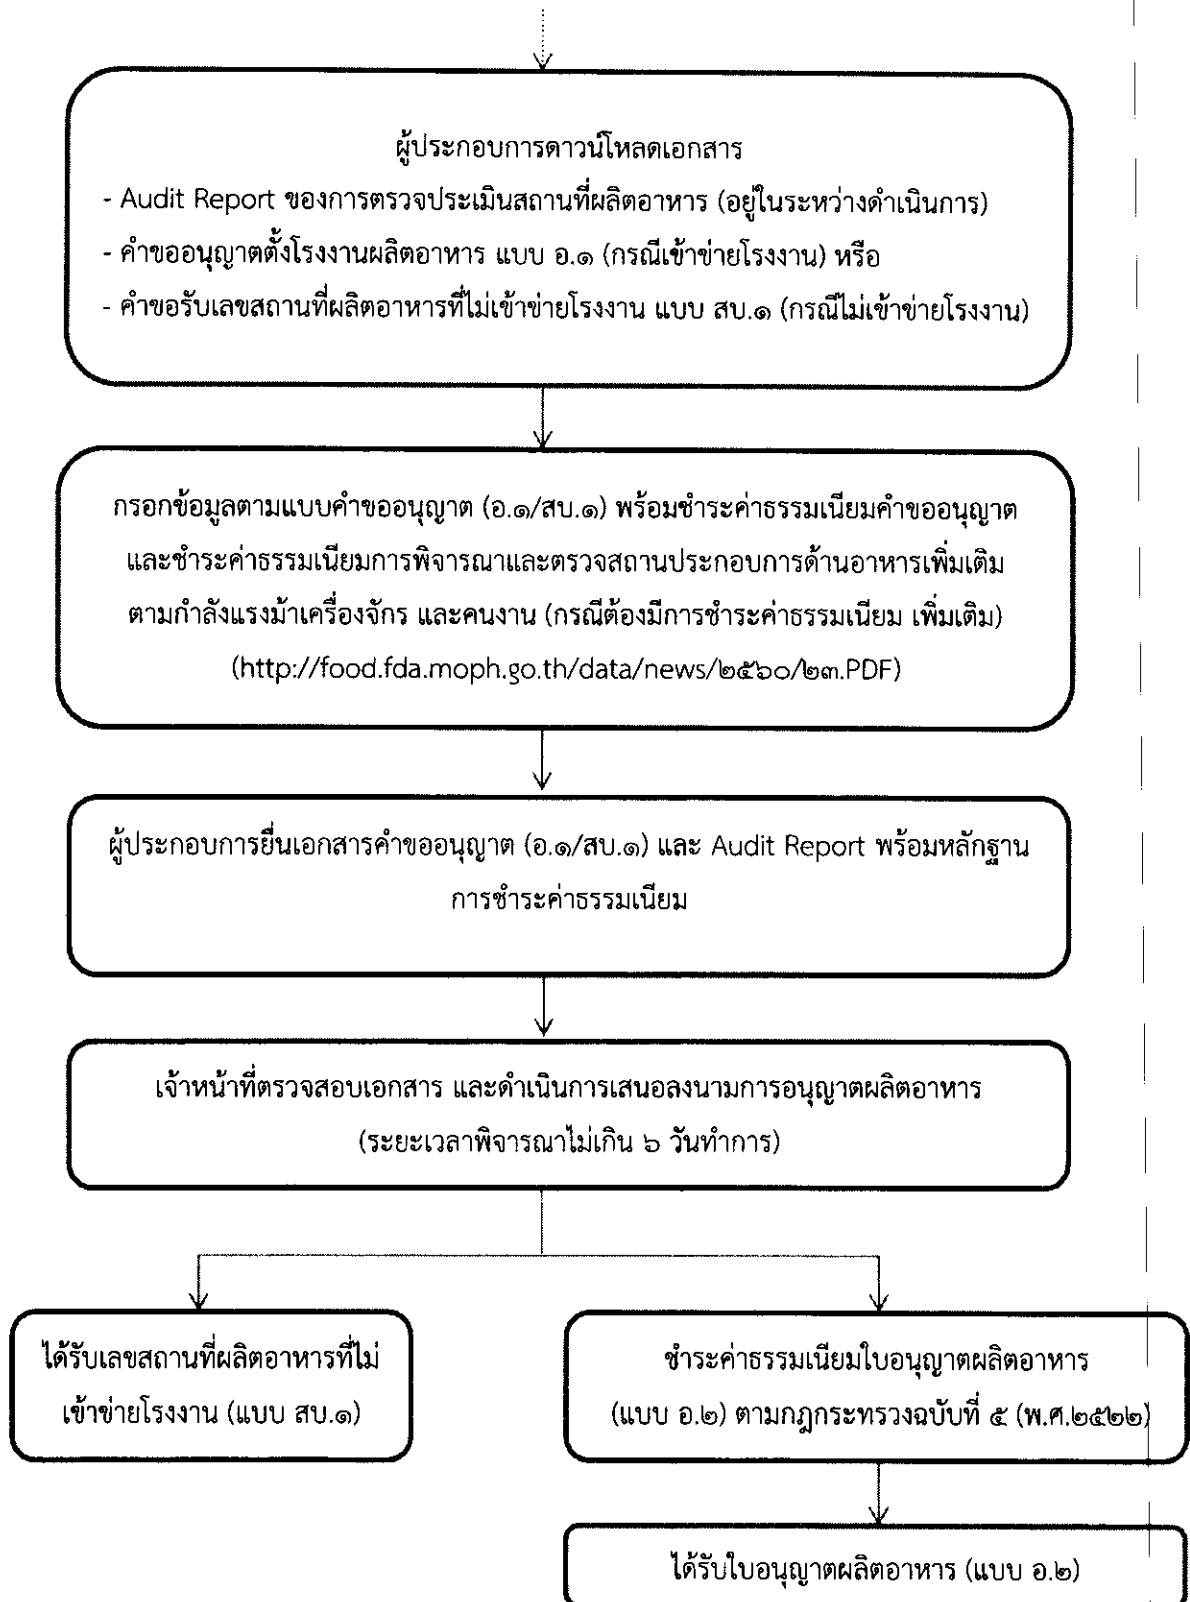 ผู้ประกอบการดาวน์โหลดเอกสาร
- Audit Report ของการตรวจประเมินสถานที่ผลิตอาหาร (อยู่ในระหว่างดำเนินการ)
- คำขออนุญาตตั้งโรงงานผลิตอาหาร แบบ อ.๑ (กรณีเข้าข่ายโรงงาน) หรือ
- คำขอรับเลขสถานที่ผลิตอาหารที่ไม่เข้าข่ายโรงงาน แบบ สบ.๑ (กรณีไม่เข้าข่ายโรงงาน)
กรอกข้อมูลตามแบบคำขออนุญาต (อ.๑/สบ.๑) พร้อมชำระค่าธรรมเนียมคำขออนุญาต
และชำระค่าธรรมเนียมการพิจารณาและตรวจสถานประกอบการด้านอาหารเพิ่มเติม
ตามกำลังแรงม้าเครื่องจักร และคนงาน (กรณีต้องมีการชำระค่าธรรมเนียม เพิ่มเติม)
(http://food.fda.moph.go.th/data/news/๒๕๖๐/๒๓.PDF)
ผู้ประกอบการยื่นเอกสารคำขออนุญาต (อ.๑/สบ.๑) และ Audit Report พร้อมหลักฐาน
การชำระค่าธรรมเนียม
เจ้าหน้าที่ตรวจสอบเอกสาร และดำเนินการเสนอลงนามการอนุญาตผลิตอาหาร
(ระยะเวลาพิจารณาไม่เกิน ๖ วันทำการ)
ได้รับเลขสถานที่ผลิตอาหารที่ไม่
เข้าข่ายโรงงาน (แบบ สบ.๑)
ชำระค่าธรรมเนียมใบอนุญาตผลิตอาหาร
(แบบ อ.๒) ตามกฎกระทรวงฉบับที่ ๕ (พ.ศ.๒๕๒๒)
ได้รับใบอนุญาตผลิตอาหาร (แบบ อ.๒)